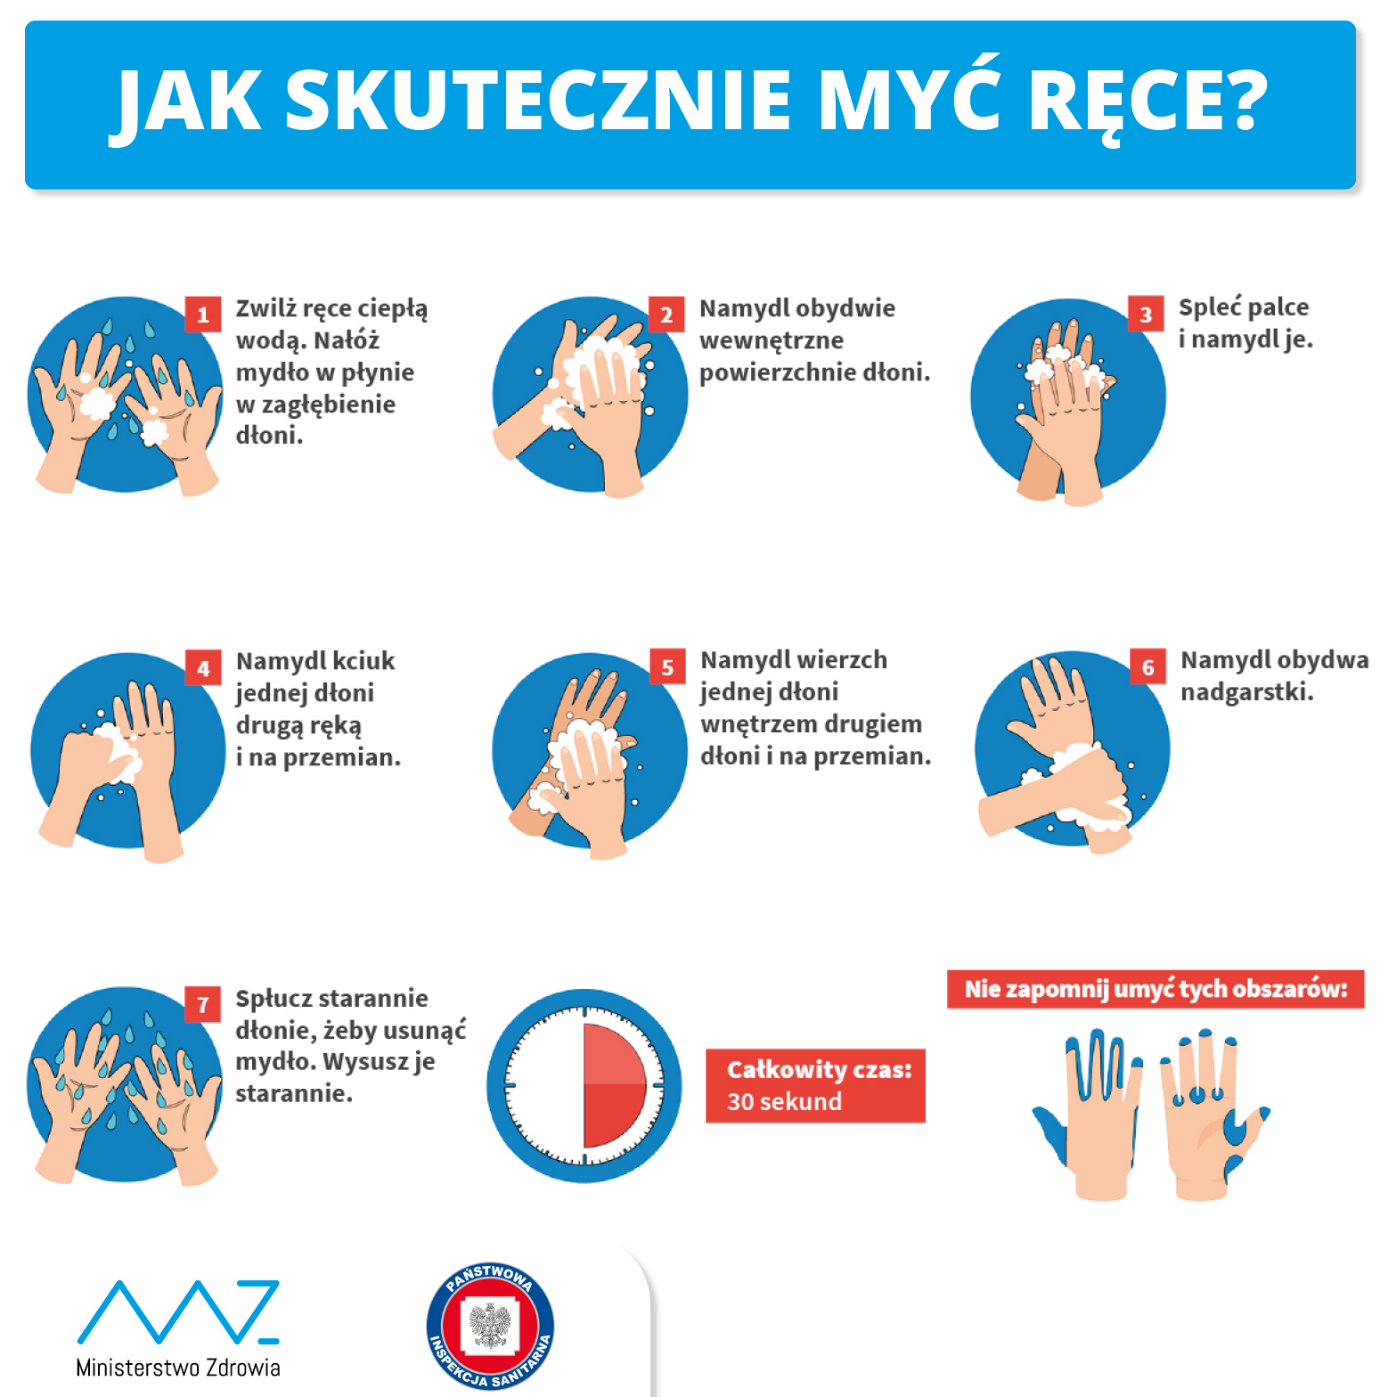 JAK SKUTECZNIE MYĆ RĘCE?
1
Zwilż ręce ciepłą
wodą. Nałóż
mydło w płynie
w zagłębienie
dłoni.
2
Namydl obydwie
wewnętrzne
powierzchnie dłoni.
3
Spleć palce
i namydl je.
4
Namydl kciuk
jednej dłoni
drugą ręką
i na przemian.
5
Namydl wierzch
jednej dłoni
wnętrzem drugiem
dłoni i na przemian.
6
Namydl obydwa
nadgarstki.
7
Spłucz starannie
dłonie, żeby usunąć
mydło. Wysusz je
starannie.
Całkowity czas:
30 sekund
Nie zapomnij umyć tych obszarów:
Ministerstwo Zdrowia
PAŃSTWOWA
INSPEKCJA SANITARNA